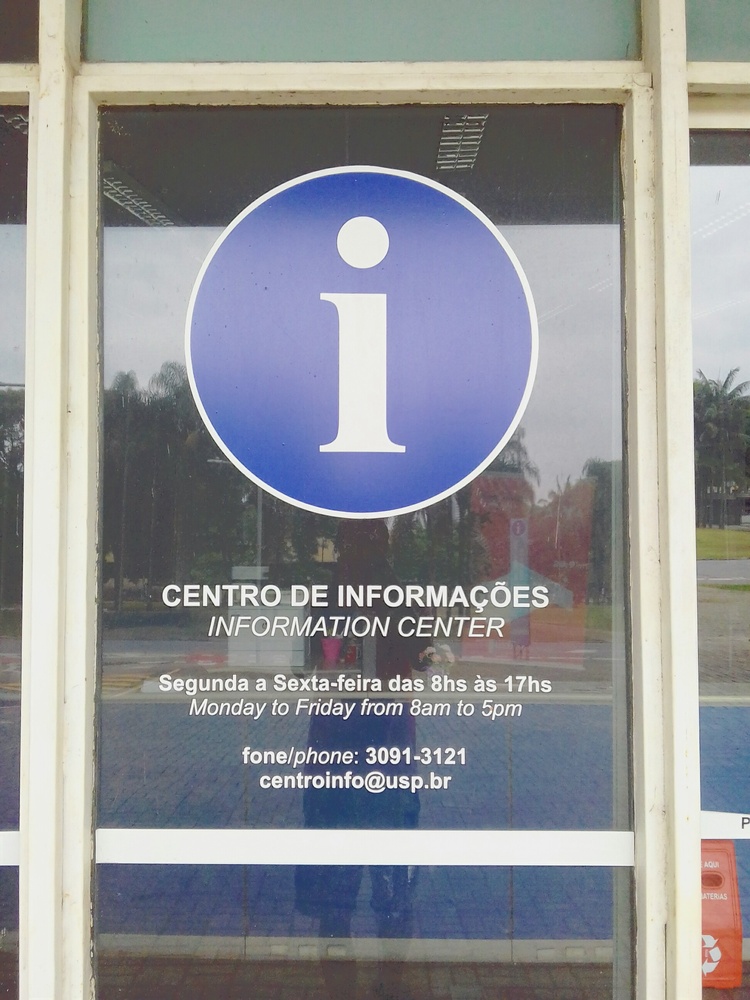 i
CENTRO DE INFORMAÇÕES
INFORMATION CENTER
Segunda a Sexta-feira das 8hs às 17hs
Monday to Friday from 8am to 5pm
fone/phone: 3091-3121
centroinfo@usp.br
P
AQUI